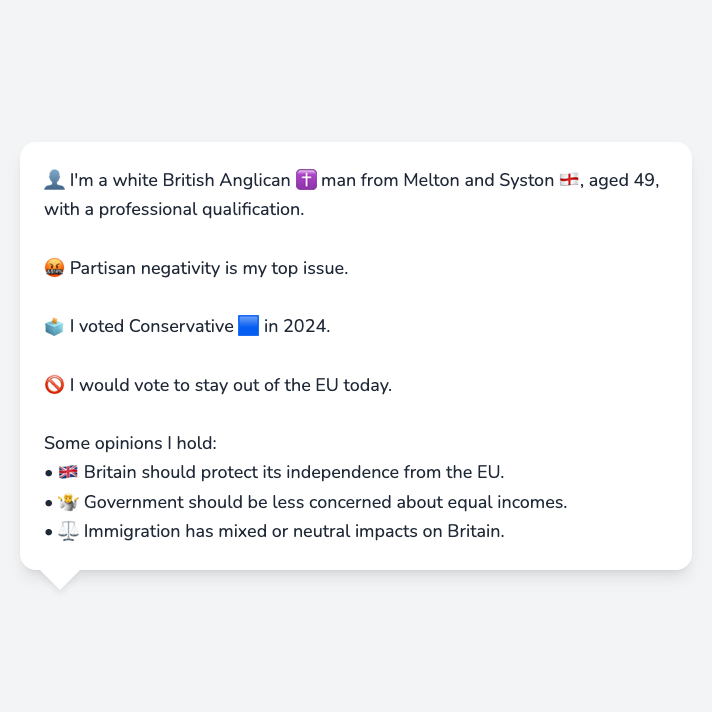 👤 I'm a white British Anglican ✝️ man from Melton and Syston 🏴󠁧󠁢󠁥󠁮󠁧󠁿, aged 49,
with a professional qualification.
🤬 Partisan negativity is my top issue.
🗳️ I voted Conservative 🟦 in 2024.
🚫 I would vote to stay out of the EU today.
Some opinions I hold:
• 🇬🇧 Britain should protect its independence from the EU.
• 🤷 Government should be less concerned about equal incomes.
• ⚖️ Immigration has mixed or neutral impacts on Britain.